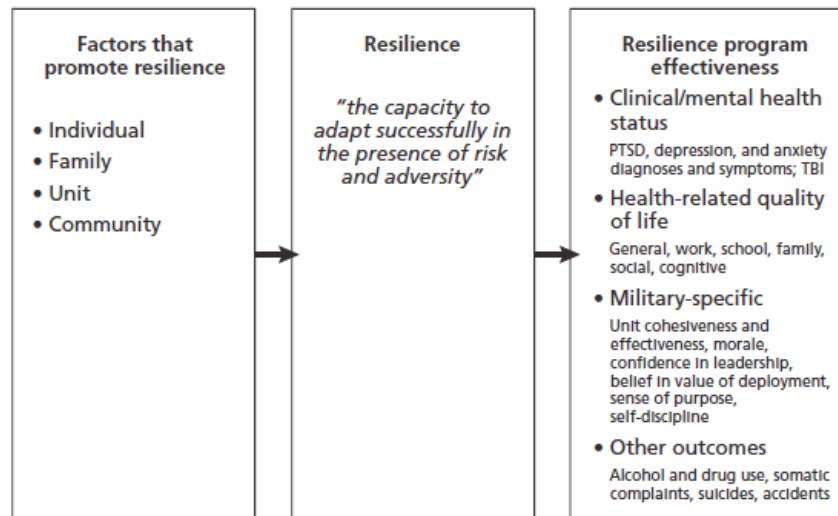 Factors that
promote resilience
• Individual
• Family
• Unit
• Community
Resilience
"the capacity to
adapt successfully in
the presence of risk
and adversity"
Resilience program
effectiveness
• Clinical/mental health
status
PTSD, depression, and anxiety
diagnoses and symptoms; TBI
• Health-related quality
of life
General, work, school, family,
social, cognitive
• Military-specific
Unit cohesiveness and
effectiveness, morale,
confidence in leadership,
belief in value of deployment,
sense of purpose,
self-discipline
• Other outcomes
Alcohol and drug use, somatic
complaints, suicides, accidents